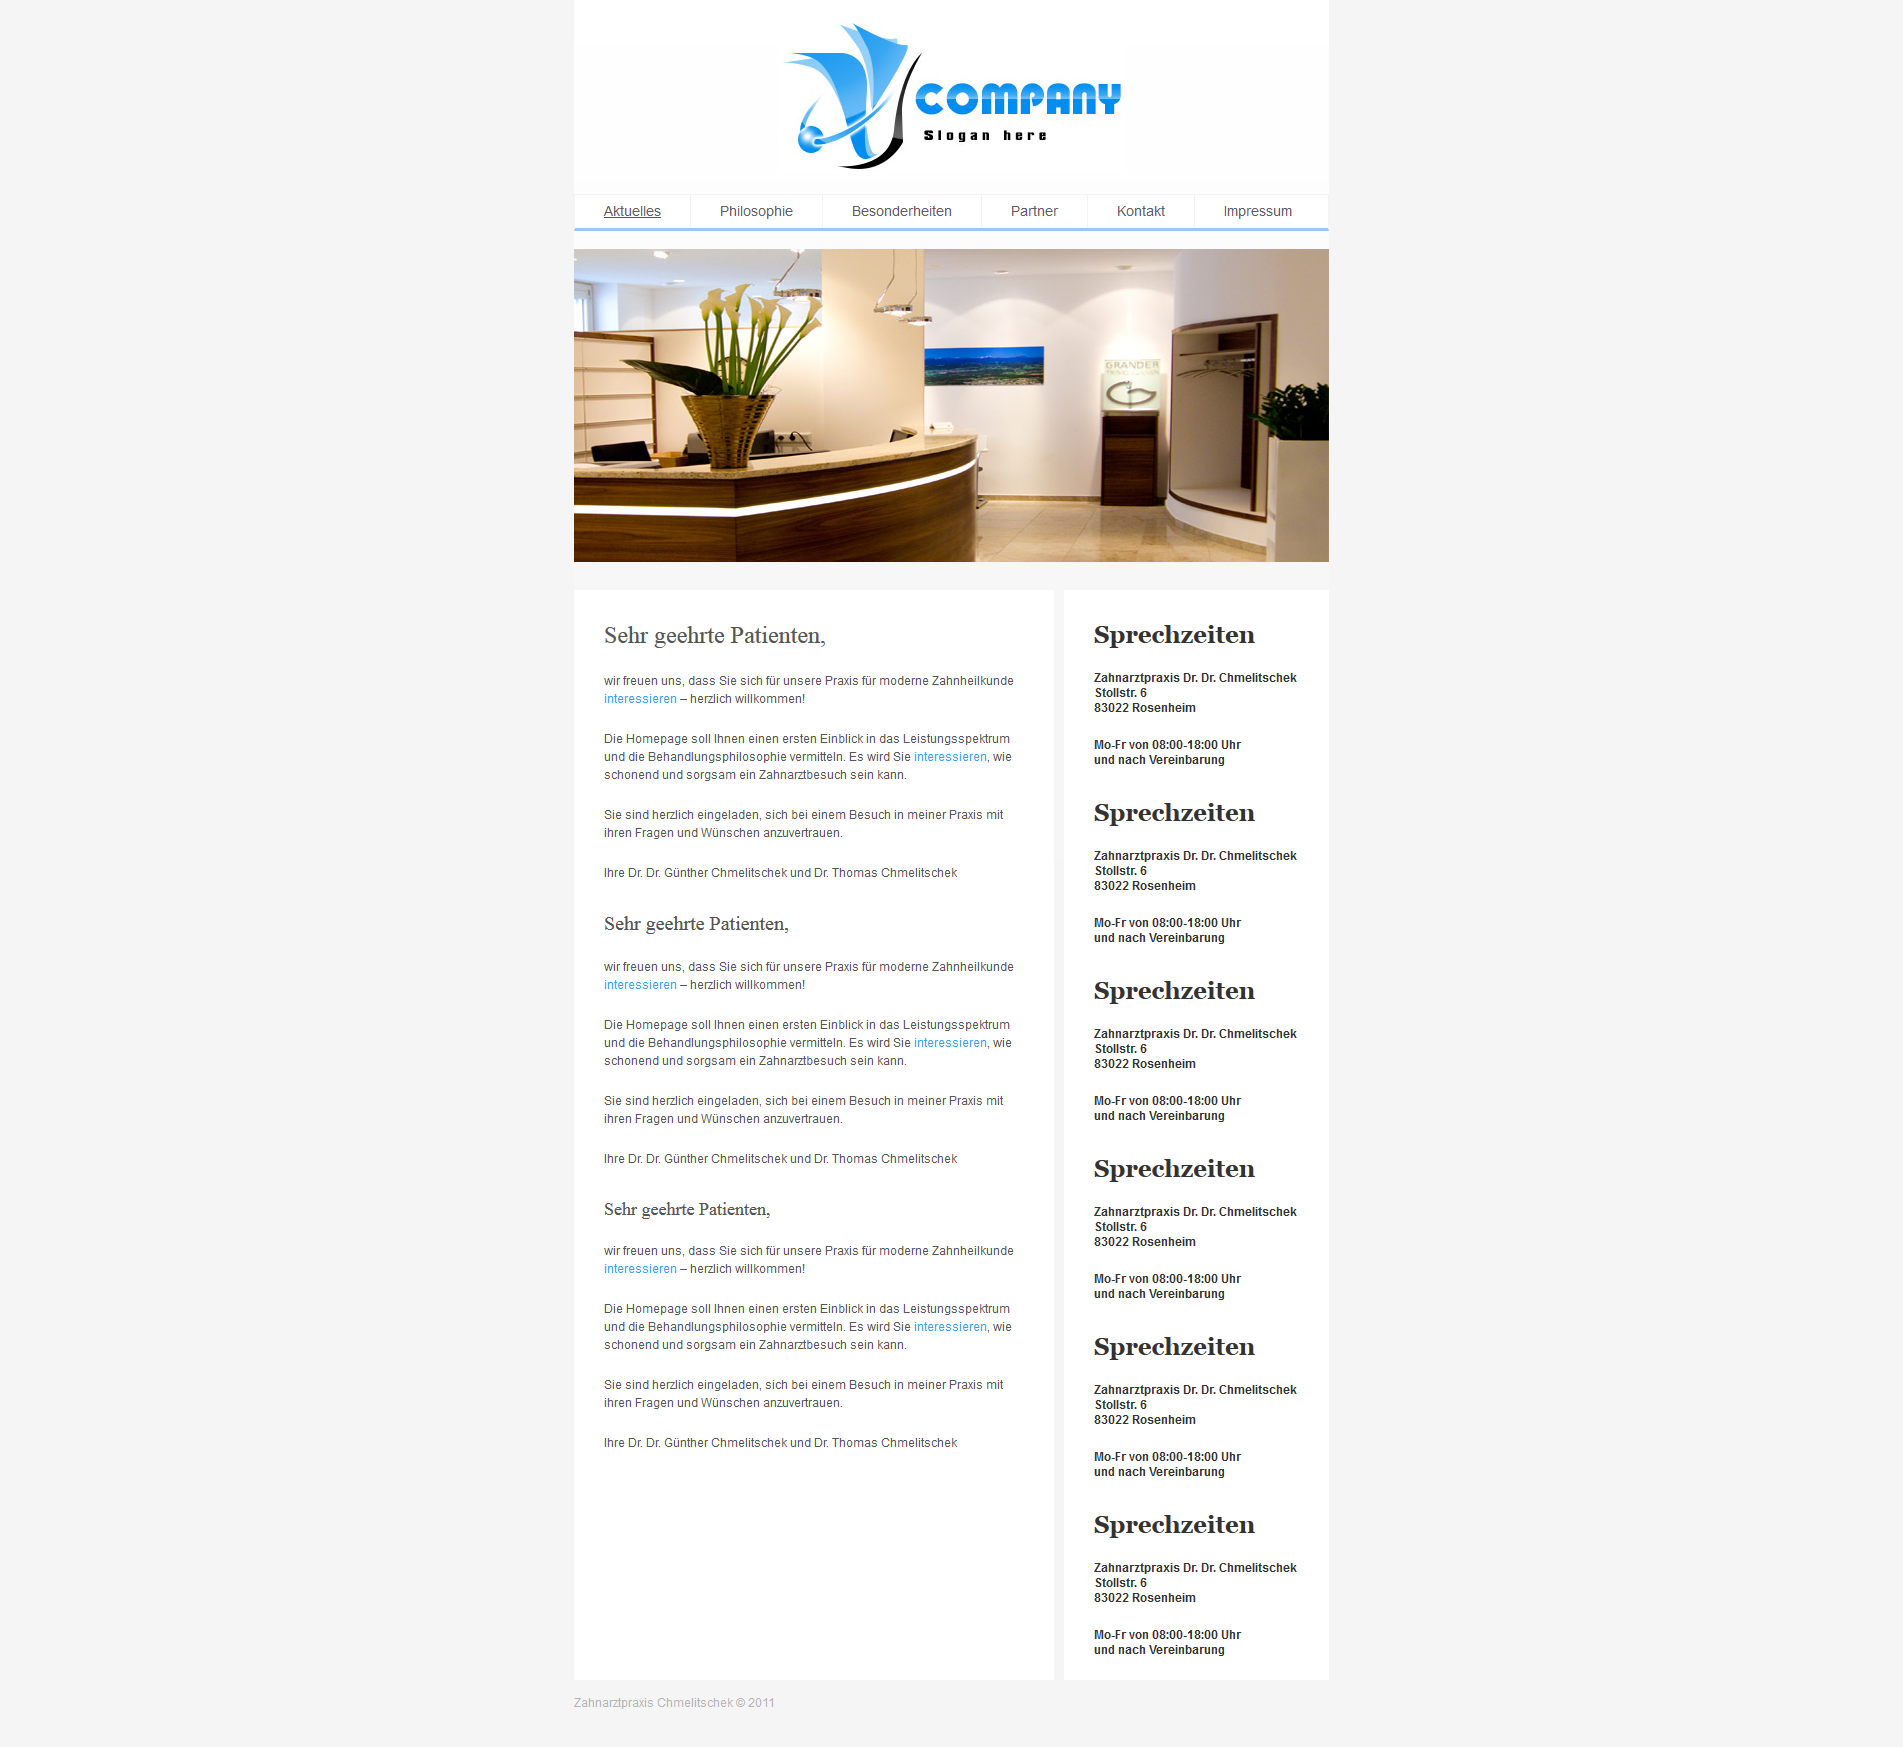 COMPANY
Slogan here
Aktuelles Philosophie Besonderheiten Partner Kontakt Impressum
GRANDER
Sehr geehrte Patienten,
wir freuen uns, dass Sie sich für unsere Praxis für moderne Zahnheilkunde
interessieren – herzlich willkommen!
Die Homepage soll Ihnen einen ersten Einblick in das Leistungsspektrum
und die Behandlungsphilosophie vermitteln. Es wird Sie interessieren, wie
schonend und sorgsam ein Zahnarztbesuch sein kann.
Sie sind herzlich eingeladen, sich bei einem Besuch in meiner Praxis mit
ihren Fragen und Wünschen anzuvertrauen.
Ihre Dr. Dr. Günther Chmelitschek und Dr. Thomas Chmelitschek
Sehr geehrte Patienten,
wir freuen uns, dass Sie sich für unsere Praxis für moderne Zahnheilkunde
interessieren – herzlich willkommen!
Die Homepage soll Ihnen einen ersten Einblick in das Leistungsspektrum
und die Behandlungsphilosophie vermitteln. Es wird Sie interessieren, wie
schonend und sorgsam ein Zahnarztbesuch sein kann.
Sie sind herzlich eingeladen, sich bei einem Besuch in meiner Praxis mit
ihren Fragen und Wünschen anzuvertrauen.
Ihre Dr. Dr. Günther Chmelitschek und Dr. Thomas Chmelitschek
Sehr geehrte Patienten,
wir freuen uns, dass Sie sich für unsere Praxis für moderne Zahnheilkunde
interessieren – herzlich willkommen!
Die Homepage soll Ihnen einen ersten Einblick in das Leistungsspektrum
und die Behandlungsphilosophie vermitteln. Es wird Sie interessieren, wie
schonend und sorgsam ein Zahnarztbesuch sein kann.
Sie sind herzlich eingeladen, sich bei einem Besuch in meiner Praxis mit
ihren Fragen und Wünschen anzuvertrauen.
Ihre Dr. Dr. Günther Chmelitschek und Dr. Thomas Chmelitschek
Sprechzeiten
Zahnarztpraxis Dr. Dr. Chmelitschek
Stollstr. 6
83022 Rosenheim
Mo-Fr von 08:00-18:00 Uhr
und nach Vereinbarung
Sprechzeiten
Zahnarztpraxis Dr. Dr. Chmelitschek
Stollstr. 6
83022 Rosenheim
Mo-Fr von 08:00-18:00 Uhr
und nach Vereinbarung
Sprechzeiten
Zahnarztpraxis Dr. Dr. Chmelitschek
Stollstr. 6
83022 Rosenheim
Mo-Fr von 08:00-18:00 Uhr
und nach Vereinbarung
Sprechzeiten
Zahnarztpraxis Dr. Dr. Chmelitschek
Stollstr. 6
83022 Rosenheim
Mo-Fr von 08:00-18:00 Uhr
und nach Vereinbarung
Sprechzeiten
Zahnarztpraxis Dr. Dr. Chmelitschek
Stollstr. 6
83022 Rosenheim
Mo-Fr von 08:00-18:00 Uhr
und nach Vereinbarung
Sprechzeiten
Zahnarztpraxis Dr. Dr. Chmelitschek
Stollstr. 6
83022 Rosenheim
Mo-Fr von 08:00-18:00 Uhr
und nach Vereinbarung
Zahnarztpraxis Chmelitschek © 2011